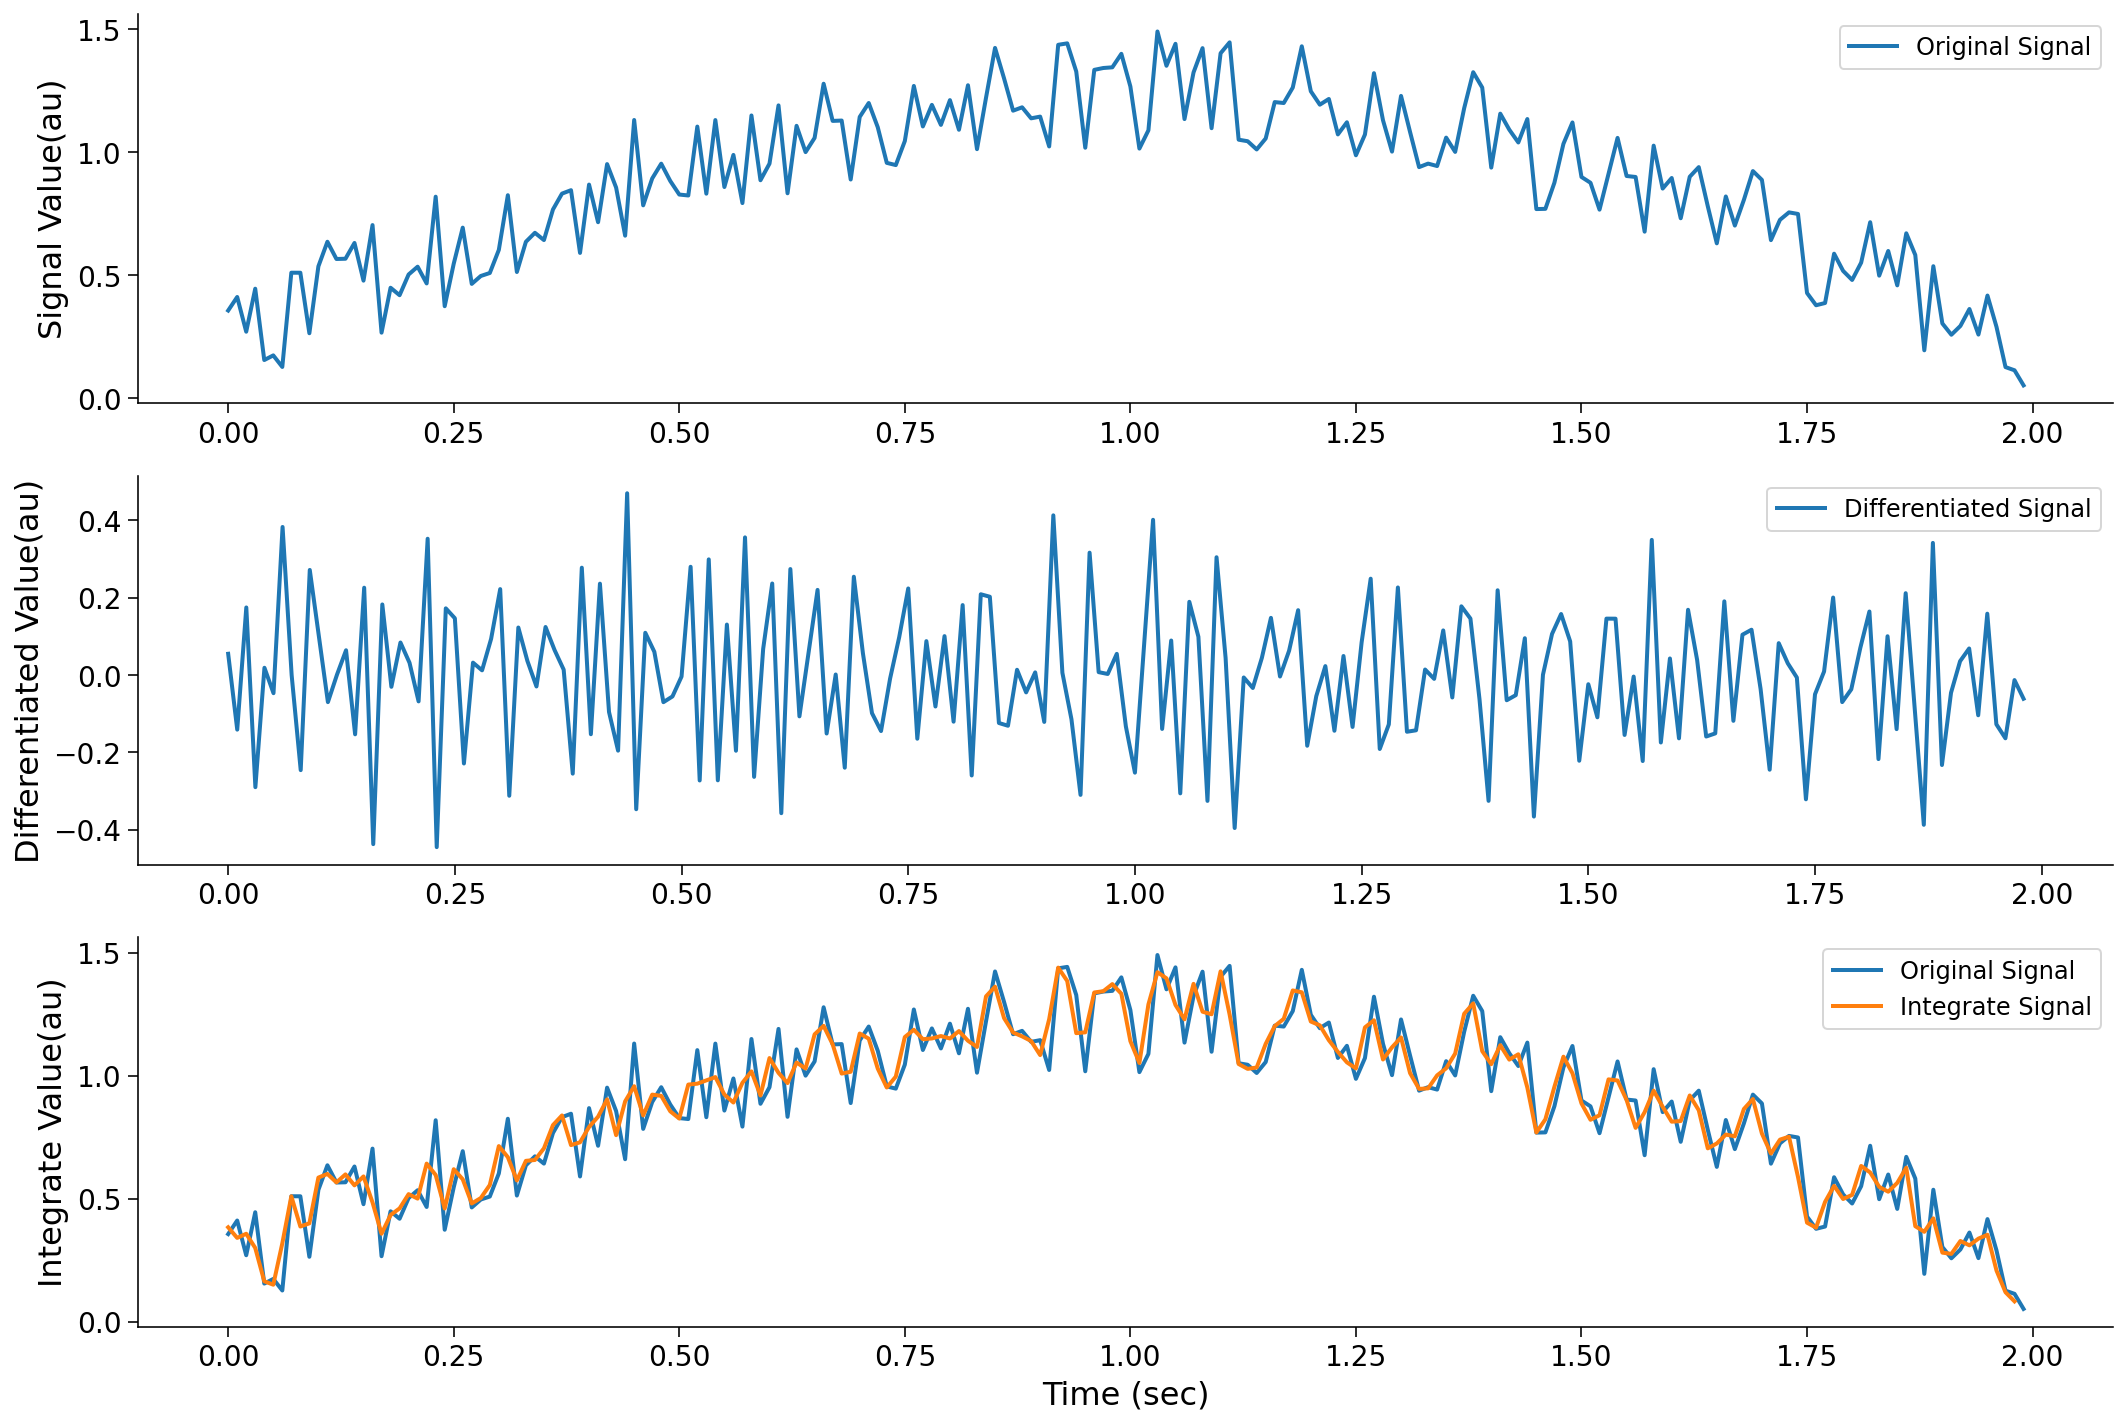 1.5
1.0
0.5
0.0
Signal Value(au)
Original Signal
0.00 0.25 0.50 0.75 1.00 1.25 1.50 1.75 2.00
0.4
0.2
0.0
−0.2
−0.4
Differentiated Value(au)
Differentiated Signal
0.00 0.25 0.50 0.75 1.00 1.25 1.50 1.75 2.00
1.5
1.0
0.5
0.0
Integrate Value(au)
Original Signal
Integrate Signal
0.00 0.25 0.50 0.75 1.00 1.25 1.50 1.75 2.00
Time (sec)